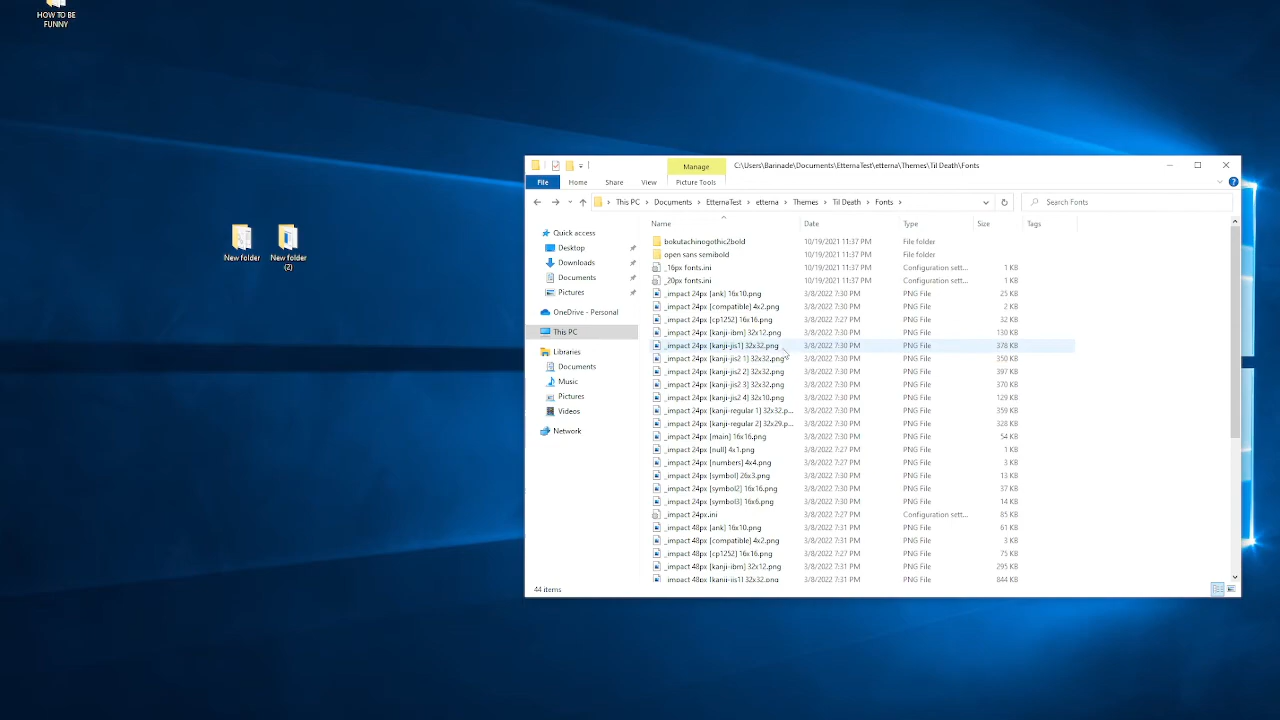 HOW TO BE
FUNNY
New folder
New folder
(2)
Manage
C:\Users\Barinade\Documents\EtternaTest\etterna\Themes\Til Death\Fonts
File
Home
Share
View
Picture Tools
This PC
Documents
EtternaTest
etterna
Themes
Til Death
Fonts
Search Fonts
Quick access
Desktop
Downloads
Documents
Pictures
OneDrive - Personal
This PC
Libraries
Documents
Music
Pictures
Videos
Network
Name Date Type Size Tags
bokutachinogothic2bold 10/19/2021 11:37 PM File folder
open sans semibold 10/19/2021 11:37 PM File folder
_16px fonts.ini 10/19/2021 11:37 PM Configuration sett... 1 KB
_20px fonts.ini 10/19/2021 11:37 PM Configuration sett... 1 KB
_impact 24px [ank] 16x10.png 3/8/2022 7:30 PM PNG File 25 KB
_impact 24px [compatible] 4x2.png 3/8/2022 7:30 PM PNG File 2 KB
_impact 24px [cp1252] 16x16.png 3/8/2022 7:27 PM PNG File 32 KB
_impact 24px [kanji-ibm] 32x12.png 3/8/2022 7:30 PM PNG File 130 KB
_impact 24px [kanji-jis1] 32x32.png 3/8/2022 7:30 PM PNG File 378 KB
_impact 24px [kanji-jis2 1] 32x32.png 3/8/2022 7:30 PM PNG File 350 KB
_impact 24px [kanji-jis2 2] 32x32.png 3/8/2022 7:30 PM PNG File 397 KB
_impact 24px [kanji-jis2 3] 32x32.png 3/8/2022 7:30 PM PNG File 370 KB
_impact 24px [kanji-jis2 4] 32x10.png 3/8/2022 7:30 PM PNG File 129 KB
_impact 24px [kanji-regular 1] 32x32.p... 3/8/2022 7:30 PM PNG File 359 KB
_impact 24px [kanji-regular 2] 32x29.p... 3/8/2022 7:30 PM PNG File 328 KB
_impact 24px [main] 16x16.png 3/8/2022 7:30 PM PNG File 54 KB
_impact 24px [null] 4x1.png 3/8/2022 7:30 PM PNG File 1 KB
_impact 24px [numbers] 4x4.png 3/8/2022 7:30 PM PNG File 3 KB
_impact 24px [symbol] 26x3.png 3/8/2022 7:30 PM PNG File 13 KB
_impact 24px [symbol2] 16x16.png 3/8/2022 7:30 PM PNG File 37 KB
_impact 24px [symbol3] 16x6.png 3/8/2022 7:30 PM PNG File 14 KB
_impact 24px.ini 3/8/2022 7:27 PM Configuration sett... 85 KB
_impact 48px [ank] 16x10.png 3/8/2022 7:31 PM PNG File 61 KB
_impact 48px [compatible] 4x2.png 3/8/2022 7:31 PM PNG File 3 KB
_impact 48px [cp1252] 16x16.png 3/8/2022 7:27 PM PNG File 75 KB
_impact 48px [kanji-ibm] 32x12.png 3/8/2022 7:31 PM PNG File 295 KB
_impact 48px [kanji-jis1] 32x32.png 3/8/2022 7:31 PM PNG File 844 KB
44 items